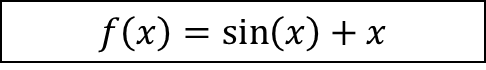 f(x) = sin(x) + x